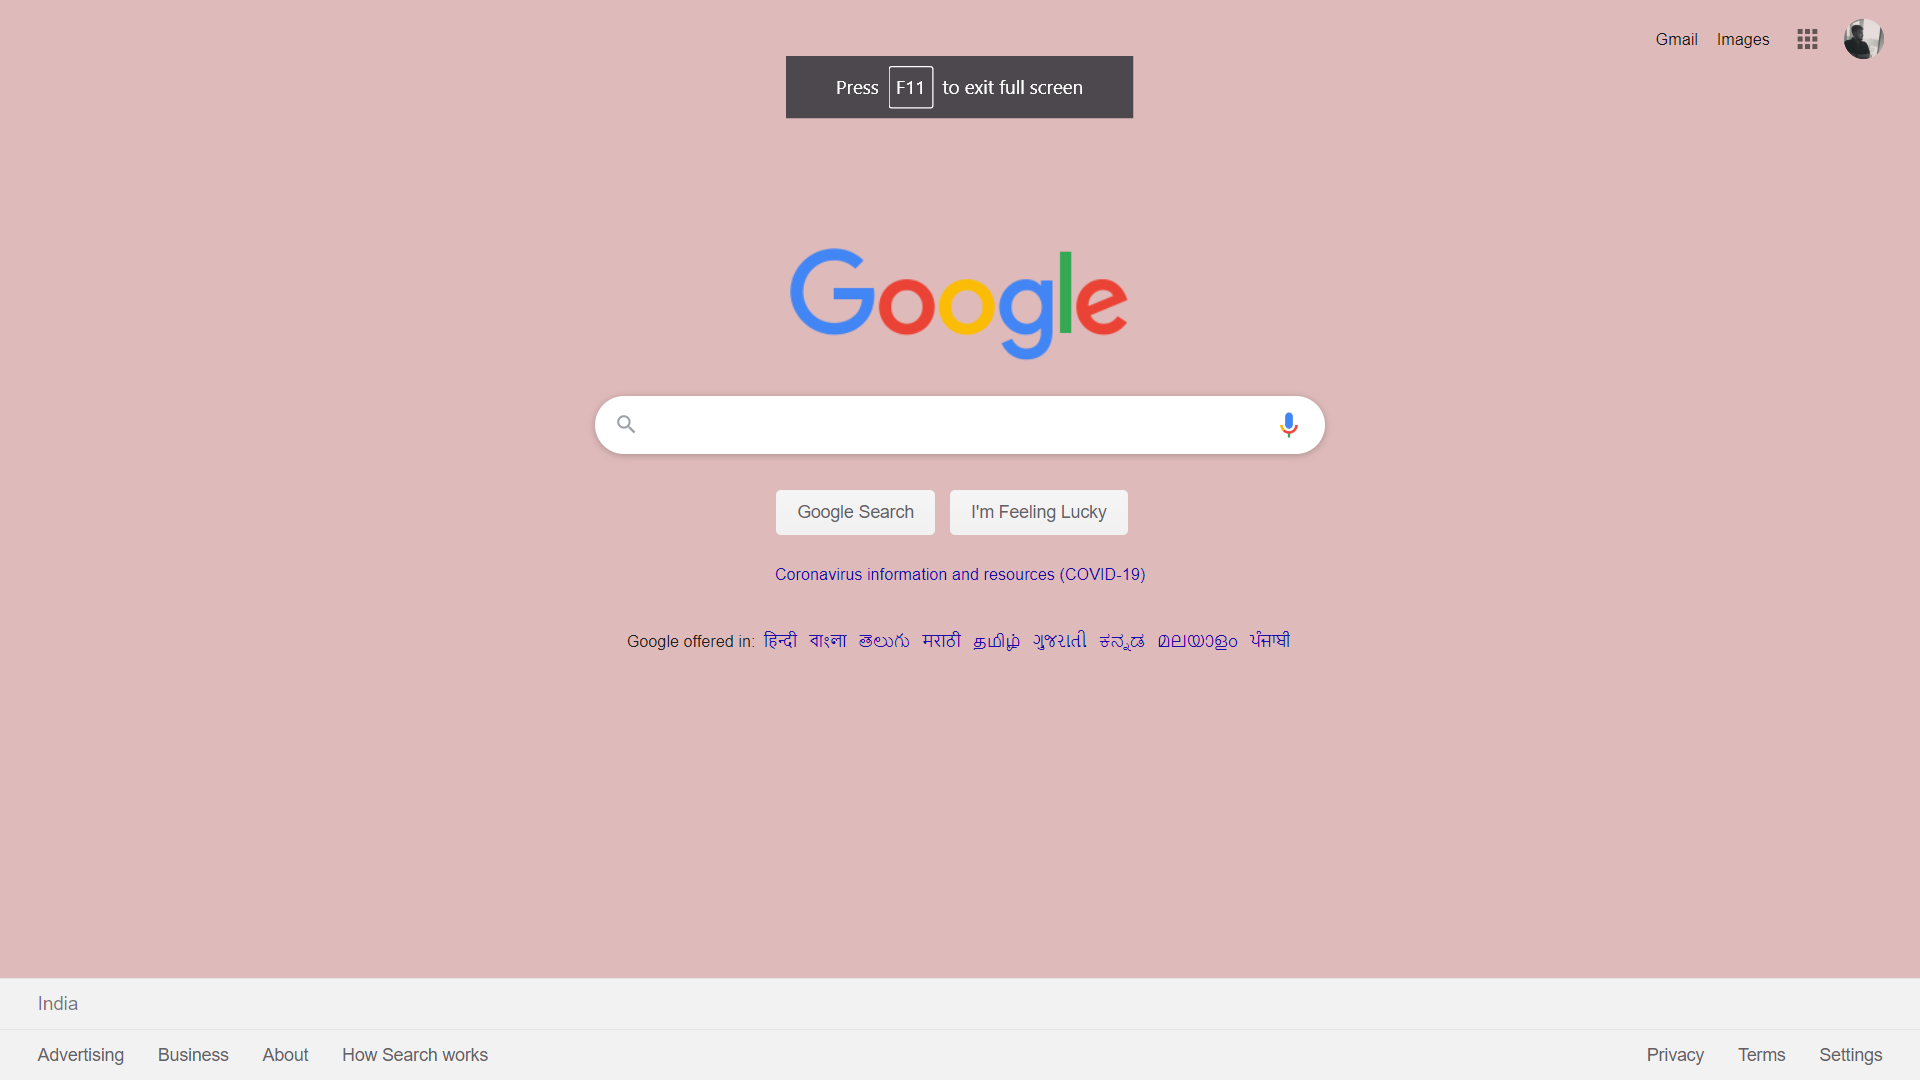 Gmail Images
Press F11 to exit full screen
Google
Google Search I'm Feeling Lucky
Coronavirus information and resources (COVID-19)
Google offered in: हिन्दी বাংলা తెలుగు मराठी தமிழ் ગુજરાતી ಕನ್ನಡ മലയാളം ਪੰਜਾਬੀ
India
Advertising Business About How Search works Privacy Terms Settings